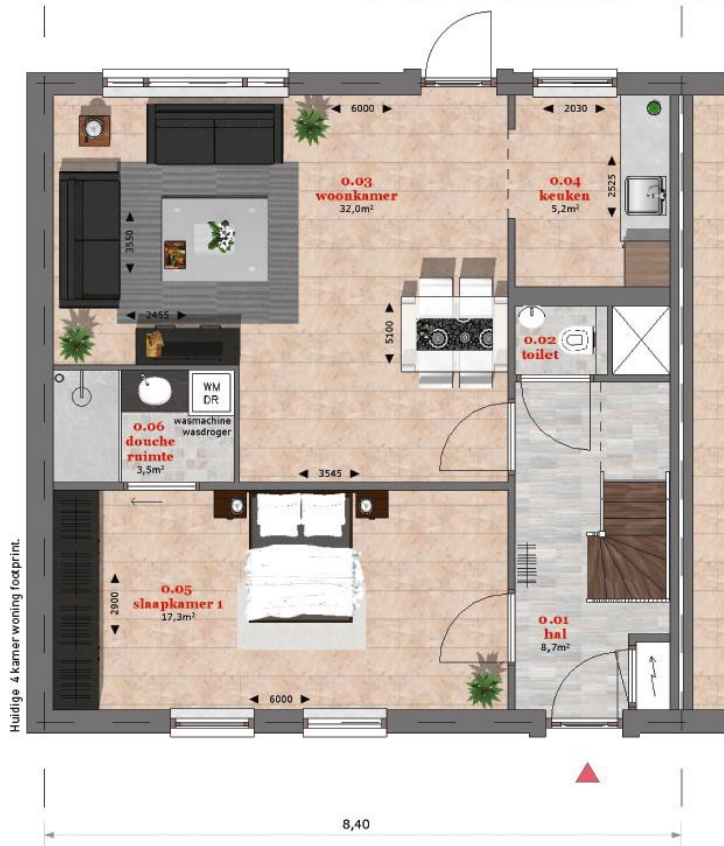 6000
2030
0.03
woonkamer
32,0m²
0.04
keuken
5,2m²
2525
3550
2455
5100
0.02
toilet
WM
DR
wasmachine
wasdroger
0.06
douche
ruimte
3,5m²
3545
0.05
slaapkamer 1
17,3m²
2900
0.01
hal
8,7m²
6000
Huidige 4 kamer woning footprint.
8,40